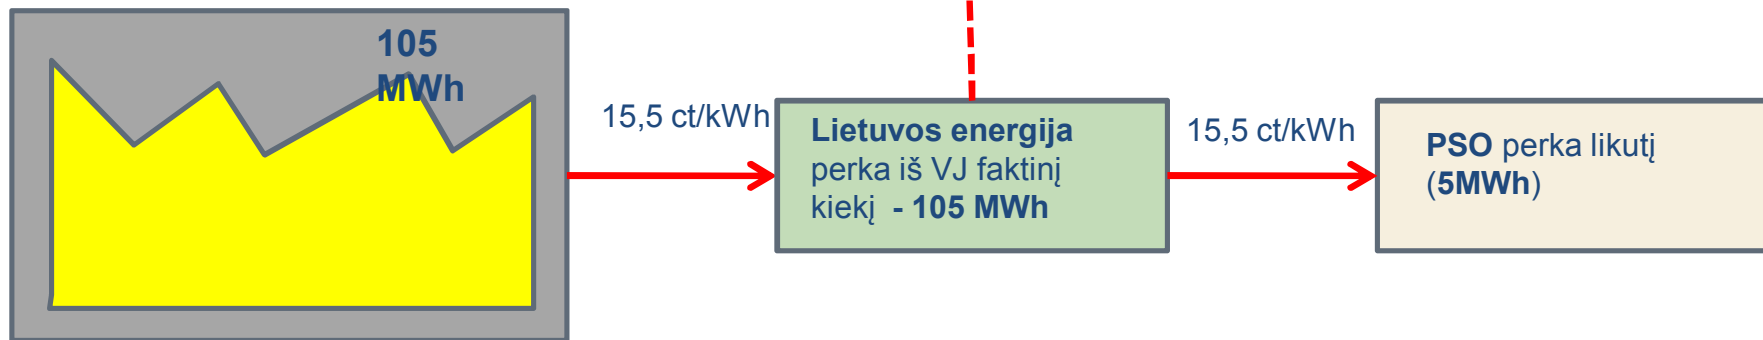 105
MWh
15,5 ct/kWh
Lietuvos energija
perka iš VJ faktinį
kiekį - 105 MWh
15,5 ct/kWh
PSO perka likutį
(5MWh)